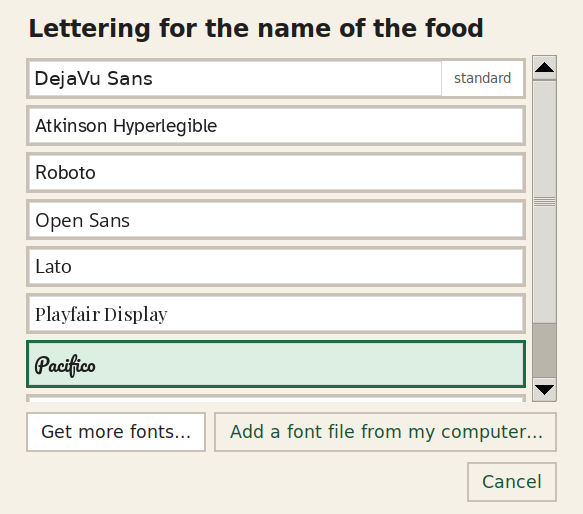 Lettering for the name of the food
DejaVu Sans
standard
Atkinson Hyperlegible
Roboto
Open Sans
Lato
Playfair Display
Pacifico
Get more fonts...
Add a font file from my computer...
Cancel